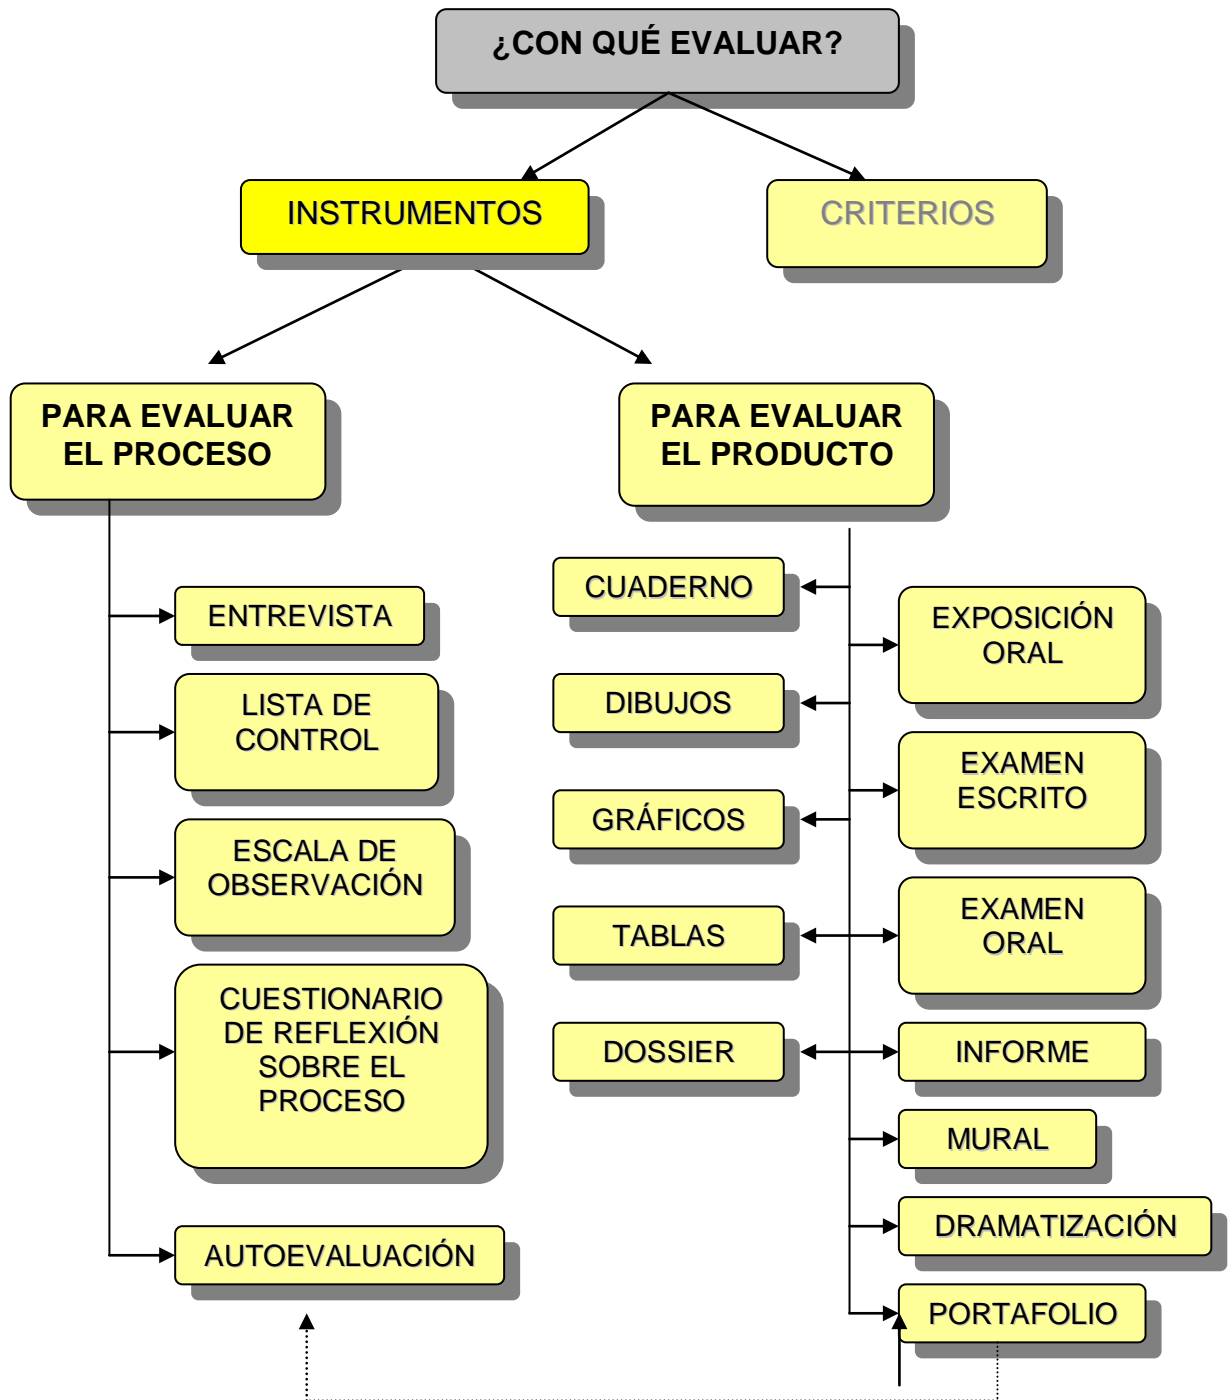 ¿CON QUÉ EVALUAR?
INSTRUMENTOS
CRITERIOS
PARA EVALUAR
EL PROCESO
PARA EVALUAR
EL PRODUCTO
ENTREVISTA
LISTA DE
CONTROL
ESCALA DE
OBSERVACIÓN
CUESTIONARIO
DE REFLEXIÓN
SOBRE EL
PROCESO
AUTOEVALUACIÓN
CUADERNO
DIBUJOS
GRÁFICOS
TABLAS
DOSSIER
EXPOSICIÓN
ORAL
EXAMEN
ESCRITO
EXAMEN
ORAL
INFORME
MURAL
DRAMATIZACIÓN
PORTAFOLIO